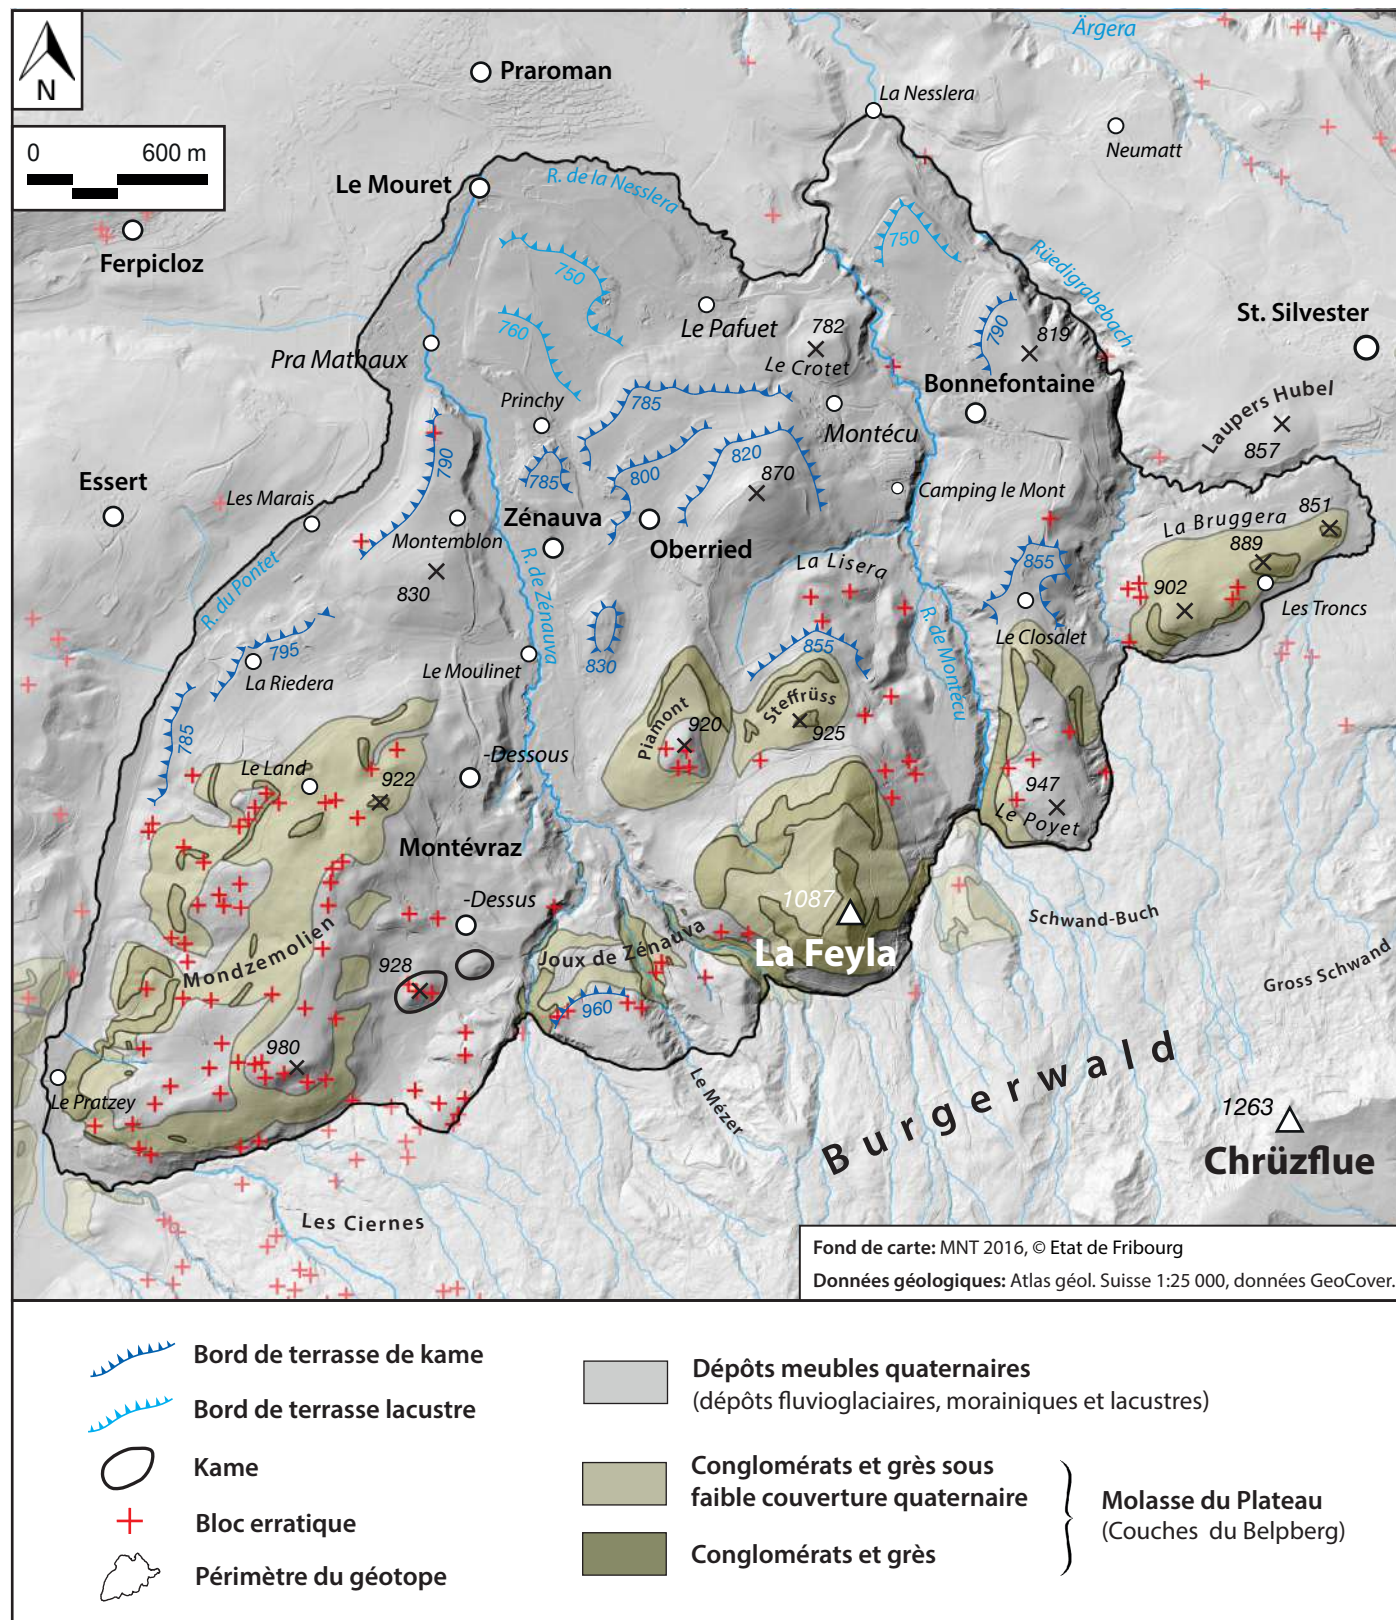 N
0 600 m
Praroman
Ärgera
La Nesslera
Neumatt
Le Mouret
R. de la Nesslera
Ferpicloz
750
750
Rüedigrabebach
St. Silvester
760
Le Pafuet
782
790
819
Pra Mathaux
Le Crotet
Bonnefontaine
Princhy
785
Montécu
Laupers Hubel
857
790
785
800
820
870
Essert
Les Marais
Zénauva
Oberried
Camping le Mont
La Bruggera
851
Montemblon
830
R. du Pontet
R. de Zénauva
La Lisera
855
889
902
Les Troncs
Le Closalet
R. de Montécu
795
La Riedera
Le Moulinet
830
855
785
Piamont
920
Steffrüss
925
-Dessous
Le Land
922
947
Le Poyet
Montévraz
-Dessus
1087
La Feyla
Schwand-Buch
Mondzemolien
928
Joux de Zénauva
960
Gross Schwand
980
Le Pratzey
Le Mézer
Burgerwald
1263
Chrüzflue
Les Ciernes
Fond de carte: MNT 2016, © Etat de Fribourg
Données géologiques: Atlas géol. Suisse 1:25 000, données GeoCover.
Bord de terrasse de kame
Bord de terrasse lacustre
Kame
Bloc erratique
Périmètre du géotope
Dépôts meubles quaternaires
(dépôts fluvioglaciaires, morainiques et lacustres)
Conglomérats et grès sous
faible couverture quaternaire
Conglomérats et grès
Molasse du Plateau
(Couches du Belpberg)